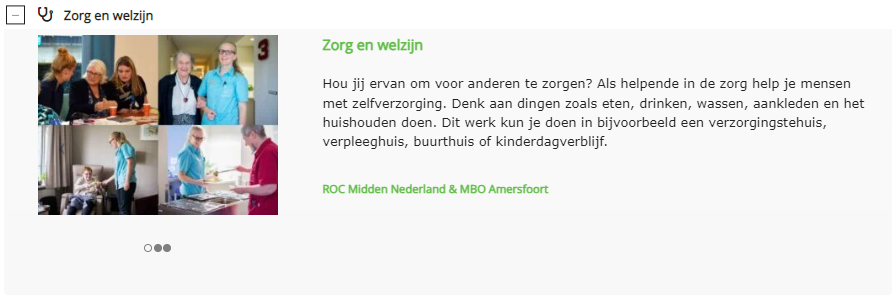 Zorg en welzijn
Zorg en welzijn
Hou jij ervan om voor anderen te zorgen? Als helpende in de zorg help je mensen
met zelfverzorging. Denk aan dingen zoals eten, drinken, wassen, aankleden en het
huishouden doen. Dit werk kun je doen in bijvoorbeeld een verzorgingstehuis,
verpleeghuis, buurthuis of kinderdagverblijf.
ROC Midden Nederland & MBO Amersfoort
3